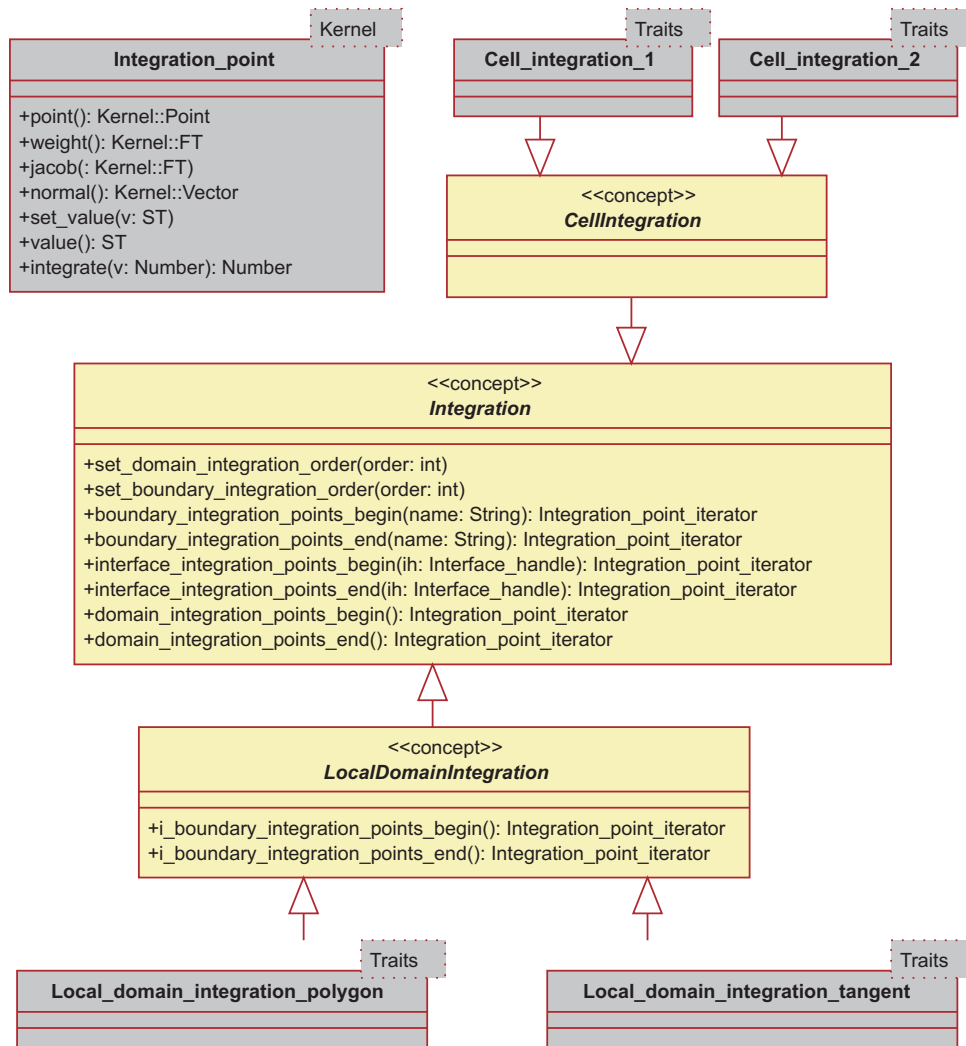 Kernel
Integration_point
+point(): Kernel::Point
+weight(): Kernel::FT
+jacob(: Kernel::FT)
+normal(): Kernel::Vector
+set_value(v: ST)
+value(): ST
+integrate(v: Number): Number
Traits
Cell_integration_1
Traits
Cell_integration_2
<<concept>>
CellIntegration
<<concept>>
Integration
+set_domain_integration_order(order: int)
+set_boundary_integration_order(order: int)
+boundary_integration_points_begin(name: String): Integration_point_iterator
+boundary_integration_points_end(name: String): Integration_point_iterator
+interface_integration_points_begin(ih: Interface_handle): Integration_point_iterator
+interface_integration_points_end(ih: Interface_handle): Integration_point_iterator
+domain_integration_points_begin(): Integration_point_iterator
+domain_integration_points_end(): Integration_point_iterator
<<concept>>
LocalDomainIntegration
+i_boundary_integration_points_begin(): Integration_point_iterator
+i_boundary_integration_points_end(): Integration_point_iterator
Traits
Local_domain_integration_polygon
Traits
Local_domain_integration_tangent